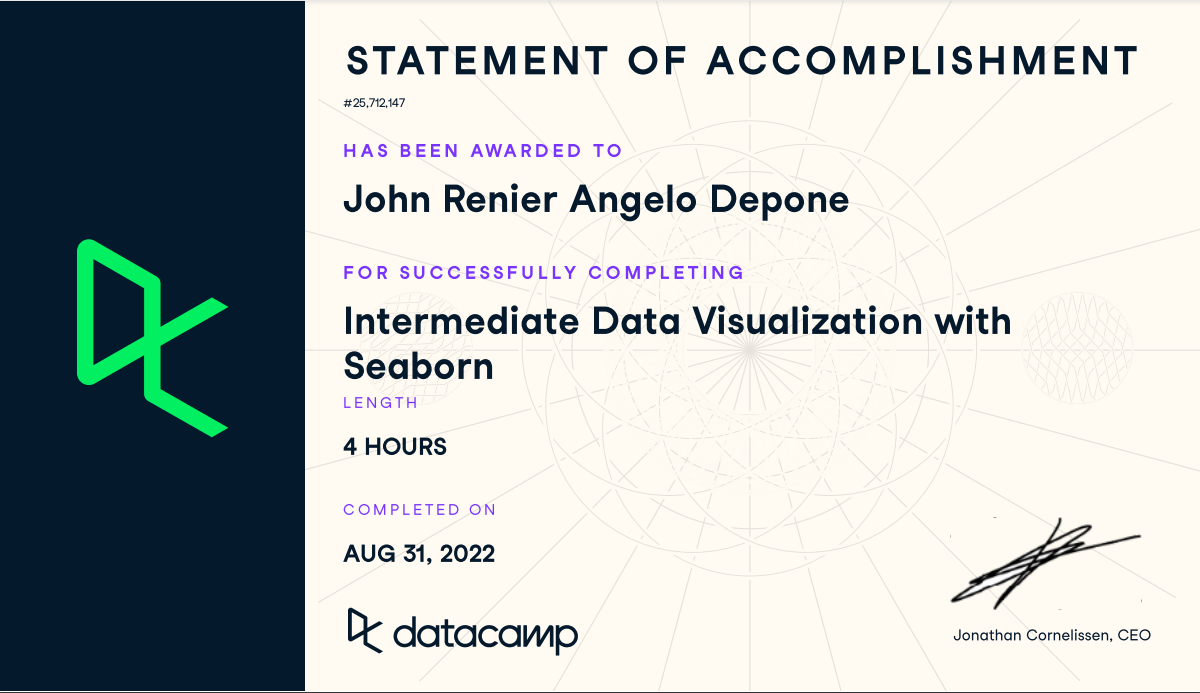 STATEMENT OF ACCOMPLISHMENT
#25,712,147
HAS BEEN AWARDED TO
John Renier Angelo Depone
FOR SUCCESSFULLY COMPLETING
Intermediate Data Visualization with
Seaborn
LENGTH
4 HOURS
COMPLETED ON
AUG 31, 2022
datacamp
Jonathan Cornelissen, CEO